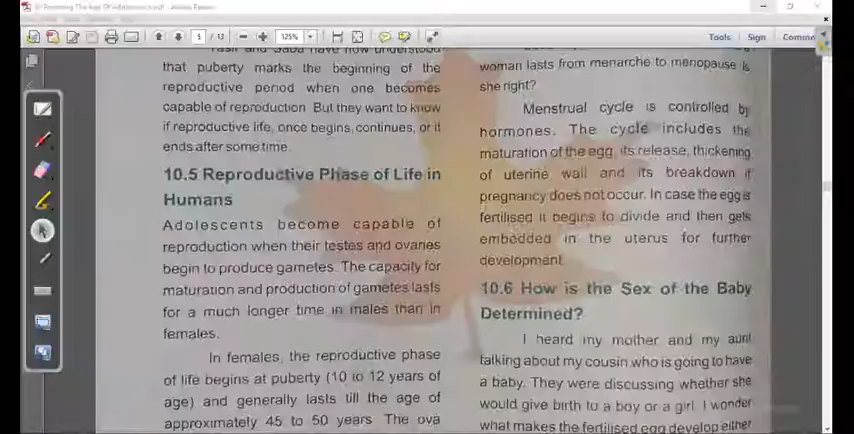 5 / 13
125%
Tools
Sign
that puberty marks the beginning of the
reproductive period when one becomes
capable of reproduction. But they want to know
if reproductive life, once begins, continues, or it
ends after some time.
10.5 Reproductive Phase of Life in
Humans
Adolescents become capable of
reproduction when their testes and ovaries
begin to produce gametes. The capacity for
maturation and production of gametes lasts
for a much longer time in males than in
females.
In females, the reproductive phase
of life begins at puberty (10 to 12 years of
age) and generally lasts till the age of
approximately 45 to 50 years. The ova
woman lasts from menarche to menopause. Is
she right?
Menstrual cycle is controlled by
hormones. The cycle includes the
maturation of the egg, its release, thickening
of uterine wall and its breakdown if
pregnancy does not occur. In case the egg is
fertilised it begins to divide and then gets
embedded in the uterus for further
development.
10.6 How is the Sex of the Baby
Determined?
I heard my mother and my aunt
talking about my cousin who is going to have
a baby. They were discussing whether she
would give birth to a boy or a girl. I wonder
what makes the fertilised egg develop either